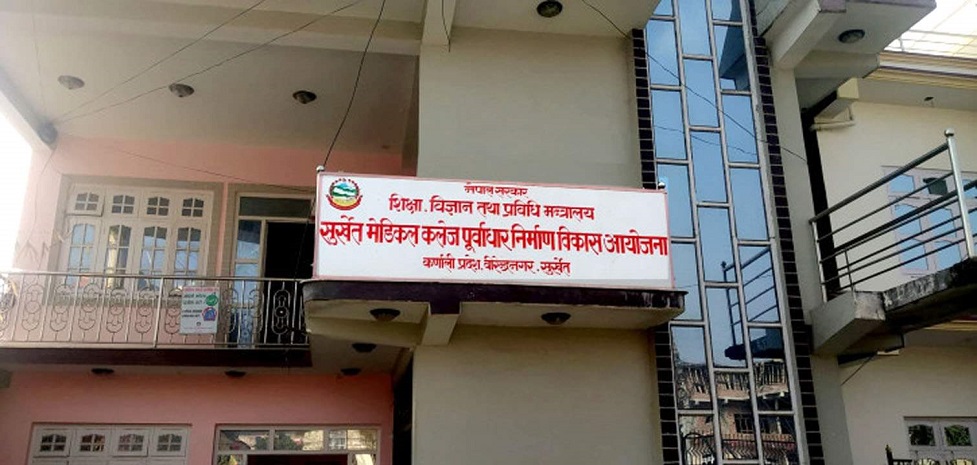 नेपाल सरकार
शिक्षा, विज्ञान तथा प्रविधि मन्त्रालय
सुर्खेत मेडिकल कलेज पूर्वाधार निर्माण विकास आयोजना
कर्णाली प्रदेश, वीरेन्द्रनगर, सुर्खेत